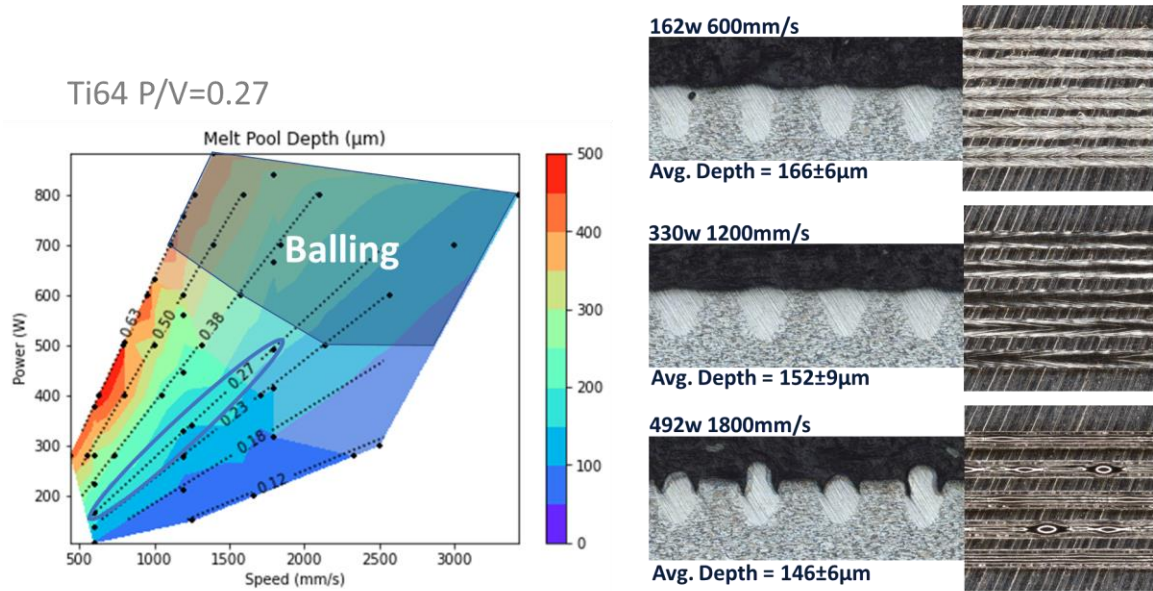 Ti64 P/V=0.27
Melt Pool Depth (µm)
Power (W)
800
700
600
500
400
300
200
Balling
0.63
0.50
0.38
0.27
0.23
0.18
0.12
500 1000 1500 2000 2500 3000
Speed (mm/s)
500
400
300
200
100
0
162w 600mm/s
Avg. Depth = 166±6µm
330w 1200mm/s
Avg. Depth = 152±9µm
492w 1800mm/s
Avg. Depth = 146±6µm